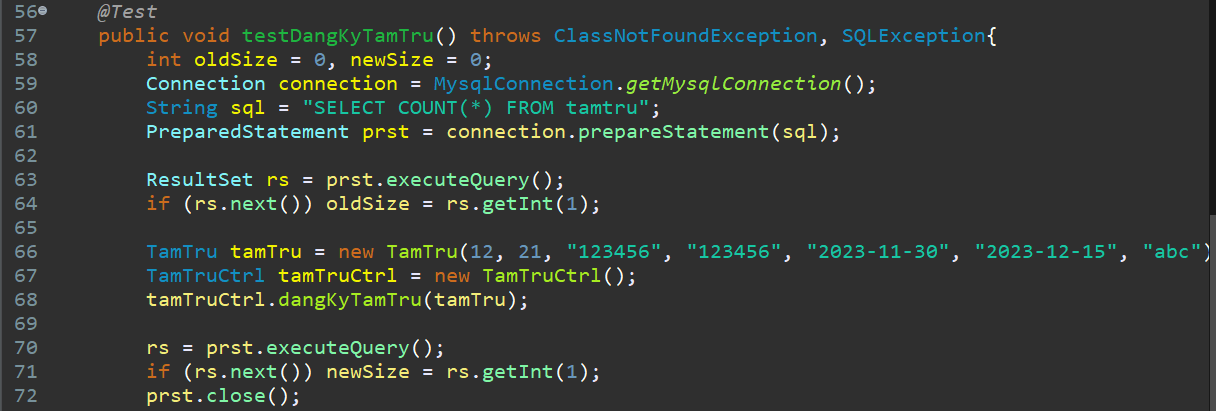 56 @Test
57 public void testDangKyTamTru() throws ClassNotFoundException, SQLException{
58 int oldSize = 0, newSize = 0;
59 Connection connection = MysqlConnection.getMysqlConnection();
60 String sql = "SELECT COUNT(*) FROM tamtru";
61 PreparedStatement prst = connection.prepareStatement(sql);
62
63 ResultSet rs = prst.executeQuery();
64 if (rs.next()) oldSize = rs.getInt(1);
65
66 TamTru tamTru = new TamTru(12, 21, "123456", "123456", "2023-11-30", "2023-12-15", "abc")
67 TamTruCtrl tamTruCtrl = new TamTruCtrl();
68 tamTruCtrl.dangKyTamTru(tamTru);
69
70 rs = prst.executeQuery();
71 if (rs.next()) newSize = rs.getInt(1);
72 prst.close();